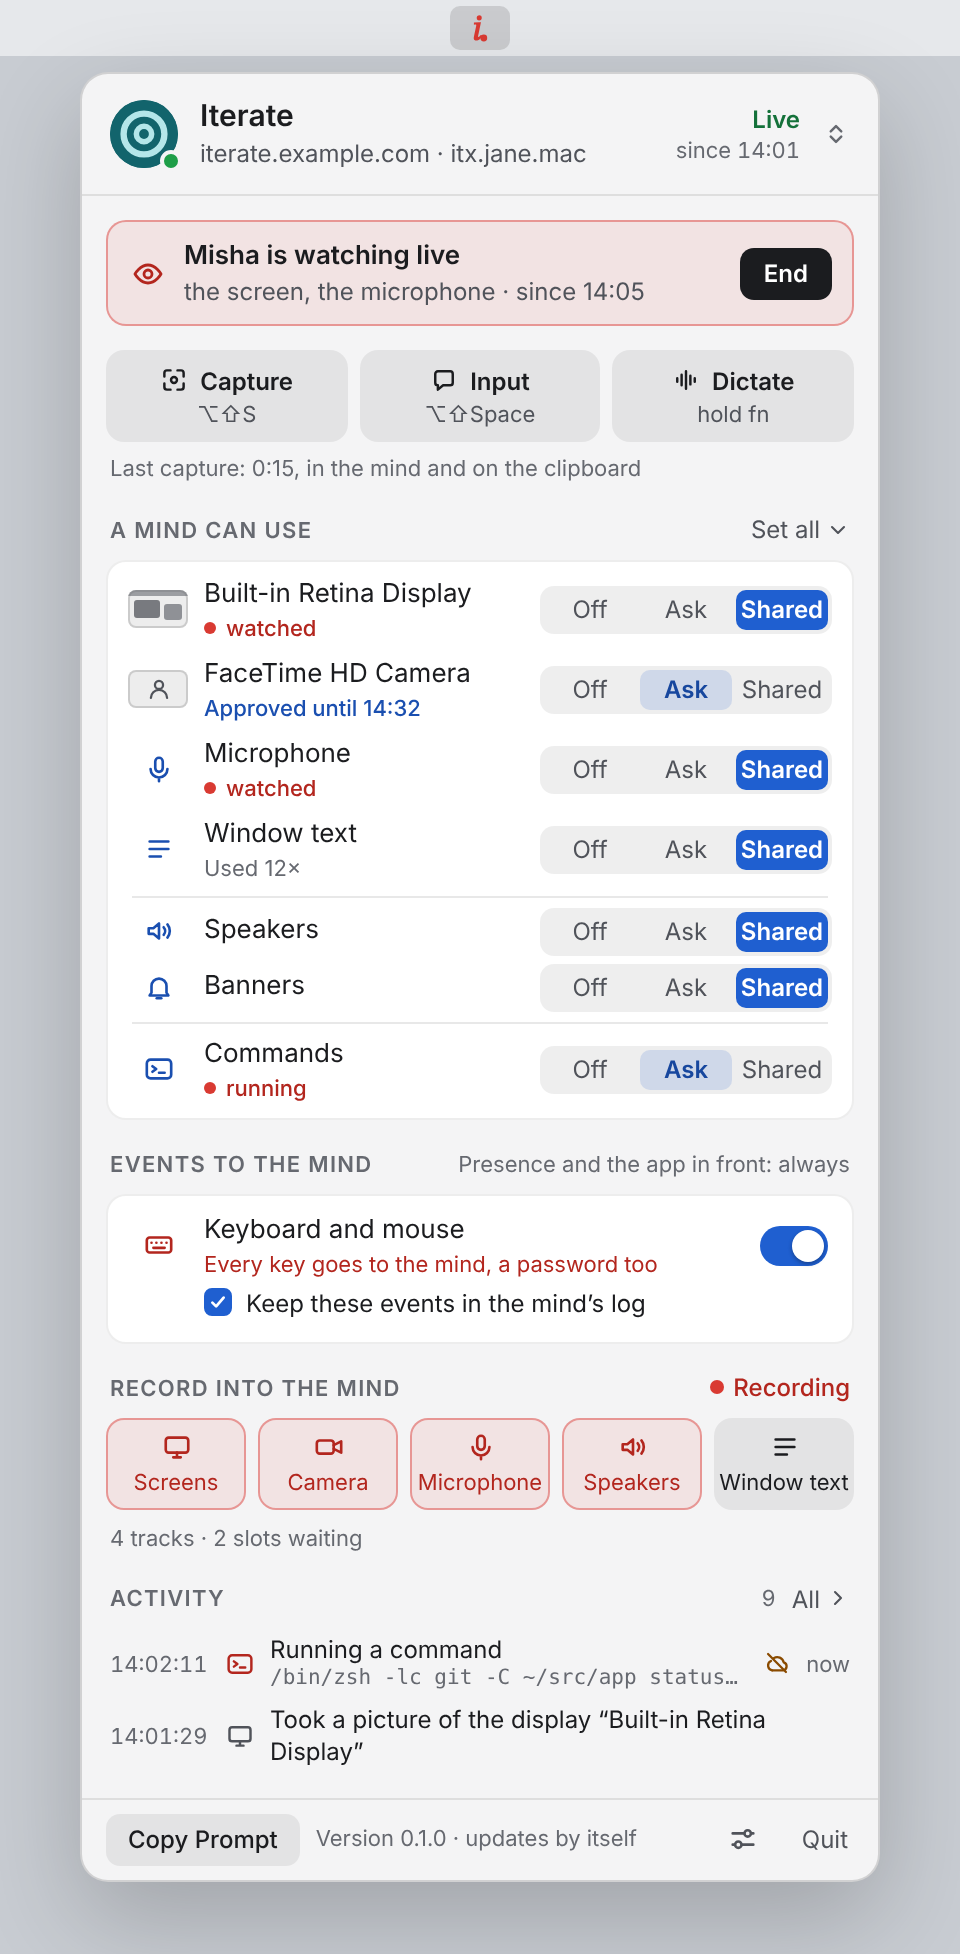 i.
Iterate
iterate.example.com · itx.jane.mac
Live
since 14:01
Misha is watching live
the screen, the microphone · since 14:05
End
Capture
⌥⇧S
Input
⌥⇧Space
Dictate
hold fn
Last capture: 0:15, in the mind and on the clipboard
A MIND CAN USE
Set all
Built-in Retina Display
watched
Off Ask Shared
FaceTime HD Camera
Approved until 14:32
Off Ask Shared
Microphone
watched
Off Ask Shared
Window text
Used 12×
Off Ask Shared
Speakers
Off Ask Shared
Banners
Off Ask Shared
Commands
running
Off Ask Shared
EVENTS TO THE MIND
Presence and the app in front: always
Keyboard and mouse
Every key goes to the mind, a password too
Keep these events in the mind’s log
RECORD INTO THE MIND
Recording
Screens
Camera
Microphone
Speakers
Window text
4 tracks · 2 slots waiting
ACTIVITY
9 All
14:02:11
Running a command
/bin/zsh -lc git -C ~/src/app status…
now
14:01:29
Took a picture of the display “Built-in Retina
Display”
Copy Prompt
Version 0.1.0 · updates by itself
Quit